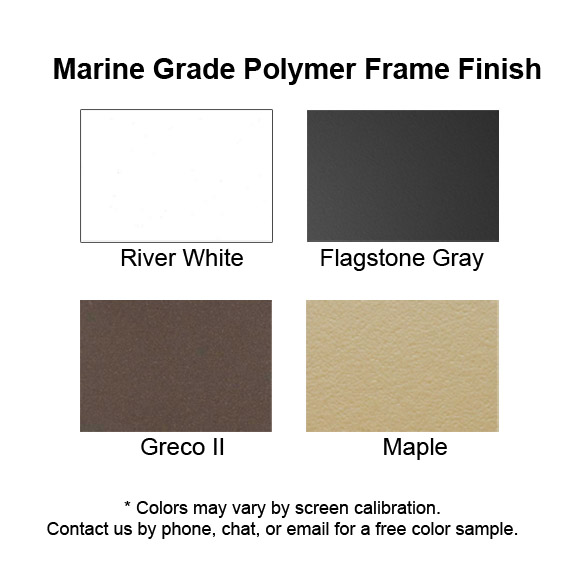 Marine Grade Polymer Frame Finish
River White
Flagstone Gray
Greco II
Maple
* Colors may vary by screen calibration.
Contact us by phone, chat, or email for a free color sample.